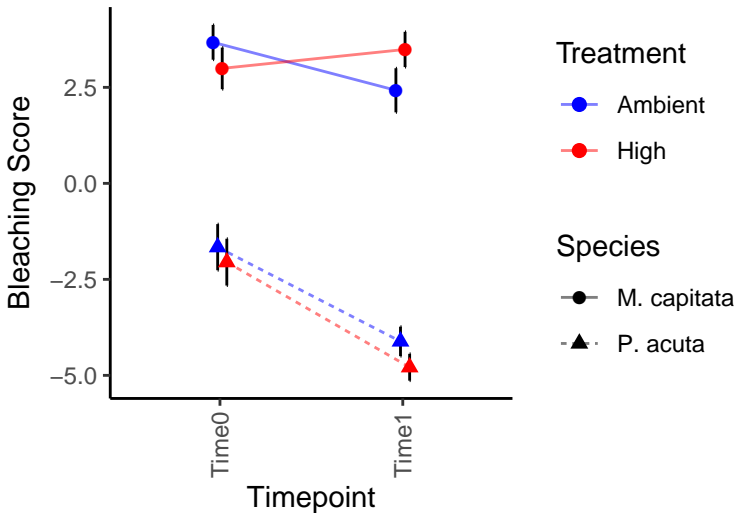 Bleaching Score
2.5
0.0
−2.5
−5.0
Time0
Time1
Timepoint
Treatment
Ambient
High
Species
M. capitata
P. acuta